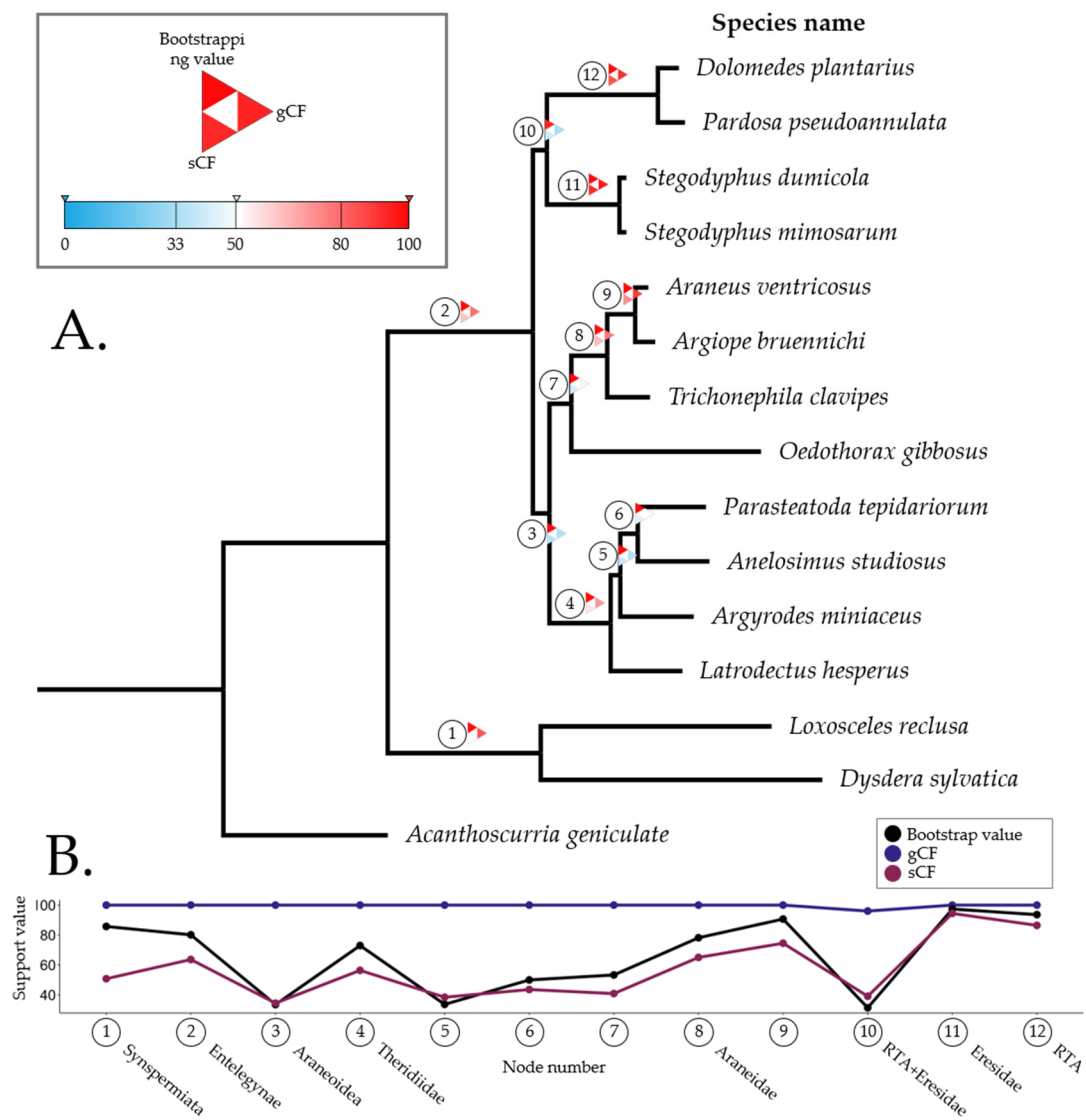 Species name
Bootstrappi
ng value
gCF
sCF
0 33 50 80 100
A.
12
Dolomedes plantarius
Pardosa pseudoannulata
10
11
Stegodyphus dumicola
Stegodyphus mimosarum
2
9
Araneus ventricosus
8
Argiope bruennichi
7
Trichonephila clavipes
Oedothorax gibbosus
6
Parasteatoda tepidariorum
3
5
Anelosimus studiosus
4
Argyrodes miniaceus
Latrodectus hesperus
1
Loxosceles reclusa
Dysdera sylvatica
Acanthoscurria geniculate
B.
Bootstrap value
gCF
sCF
Support value
100
80
60
40
1 2 3 4 5 6 7 8 9 10 11 12
Synspermiata
Entelegynae
Araneoidea
Theridiidae
Araneidae
RTA+Eresidae
Eresidae
RTA
Node number